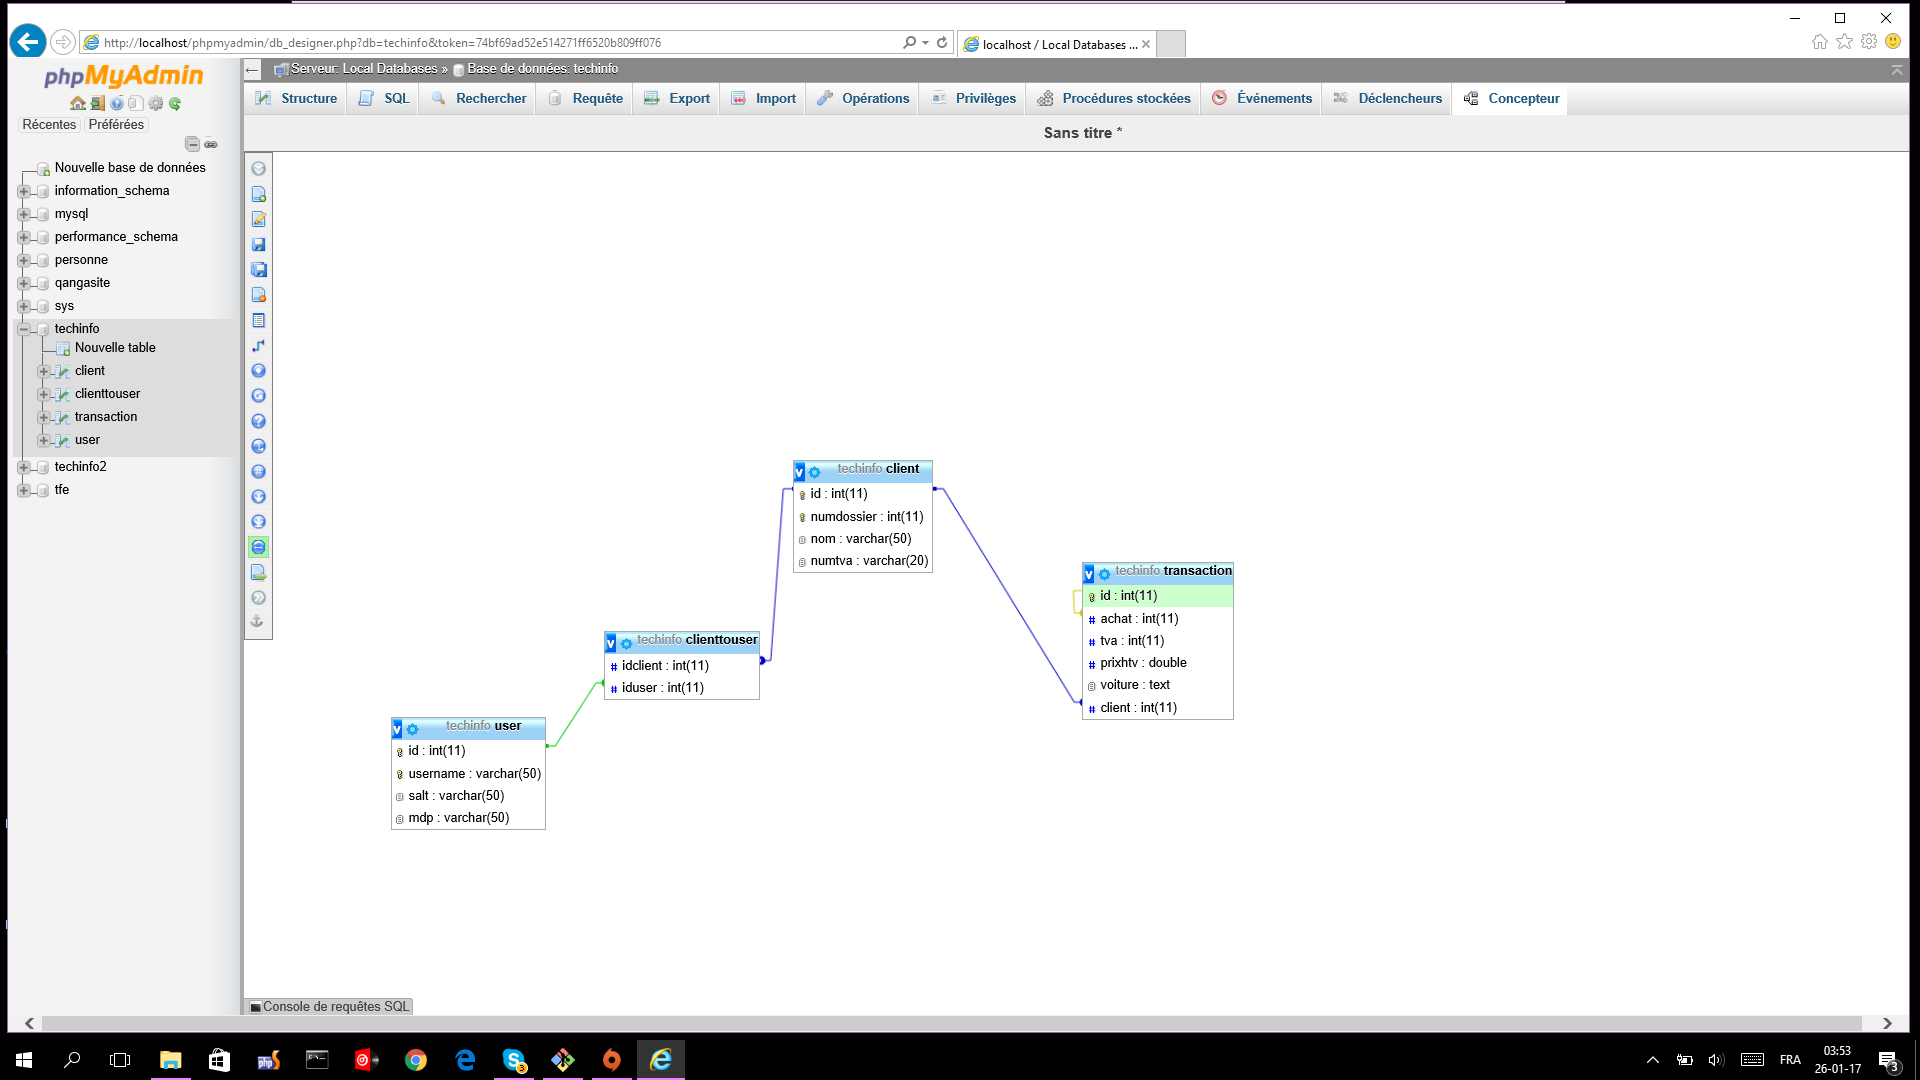 http://localhost/phpmyadmin/db_designer.php?db=techinfo&token=74bf69ad52e514271ff6520b809ff076
localhost / Local Databases ...
phpMyAdmin
Récentes Préférées
Nouvelle base de données
information_schema
mysql
performance_schema
personne
qangasite
sys
techinfo
Nouvelle table
client
clienttouser
transaction
user
techinfo2
tfe
Serveur: Local Databases » Base de données: techinfo
Structure SQL Rechercher Requête Export Import Opérations Privilèges Procédures stockées Événements Déclencheurs Concepteur
Sans titre *
v techinfo client
id : int(11)
numdossier : int(11)
nom : varchar(50)
numtva : varchar(20)
v techinfo transaction
id : int(11)
# achat : int(11)
# tva : int(11)
# prixhtv : double
voiture : text
# client : int(11)
v techinfo clienttouser
# idclient : int(11)
# iduser : int(11)
v techinfo user
id : int(11)
username : varchar(50)
salt : varchar(50)
mdp : varchar(50)
Console de requêtes SQL
php
3
FRA
03:53
26-01-17
3